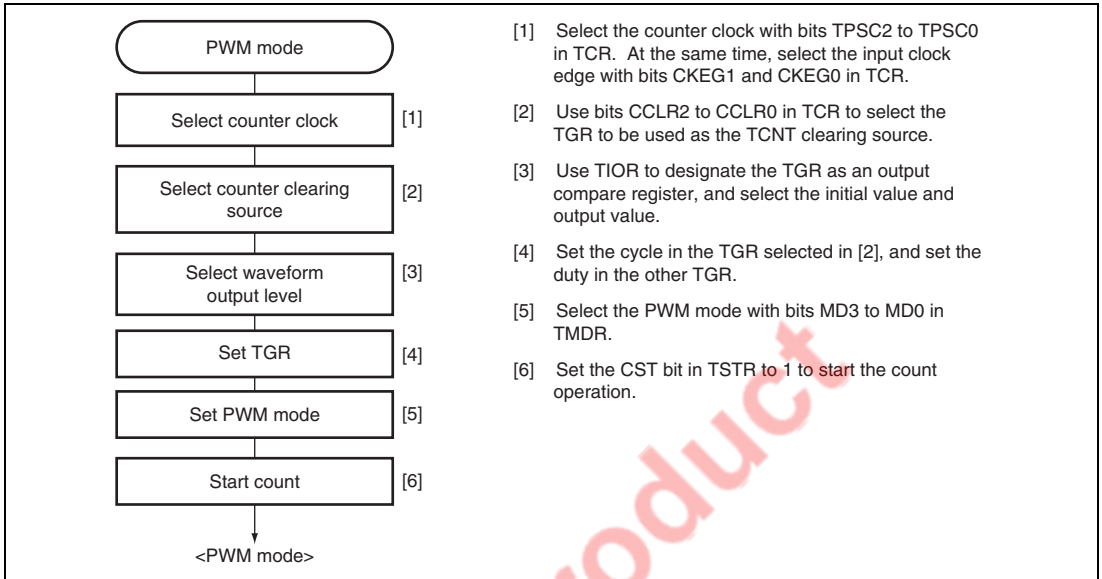 PWM mode
Select counter clock [1]
Select counter clearing
source
[2]
Select waveform
output level
[3]
Set TGR [4]
Set PWM mode [5]
Start count [6]
<PWM mode>
[1] Select the counter clock with bits TPSC2 to TPSC0
in TCR. At the same time, select the input clock
edge with bits CKEG1 and CKEG0 in TCR.
[2] Use bits CCLR2 to CCLR0 in TCR to select the
TGR to be used as the TCNT clearing source.
[3] Use TIOR to designate the TGR as an output
compare register, and select the initial value and
output value.
[4] Set the cycle in the TGR selected in [2], and set the
duty in the other TGR.
[5] Select the PWM mode with bits MD3 to MD0 in
TMDR.
[6] Set the CST bit in TSTR to 1 to start the count
operation.